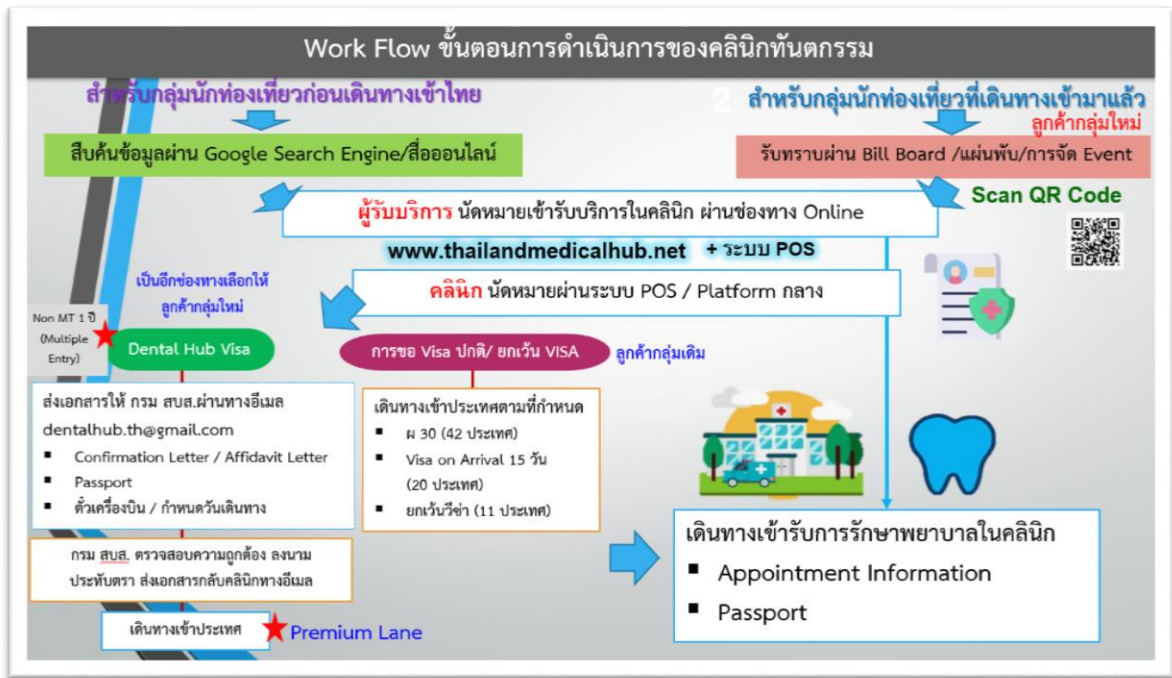 Work Flow ขั้นตอนการดำเนินการของคลินิกทันตกรรม
สำหรับกลุ่มนักท่องเที่ยวก่อนเดินทางเข้าไทย
2 สำหรับกลุ่มนักท่องเที่ยวที่เดินทางเข้ามาแล้ว
ลูกค้ากลุ่มใหม่
สืบค้นข้อมูลผ่าน Google Search Engine/สื่อออนไลน์
รับทราบผ่าน Bill Board /แผ่นพับ/การจัด Event
Scan QR Code
ผู้รับบริการ นัดหมายเข้ารับบริการในคลินิก ผ่านช่องทาง Online
www.thailandmedicalhub.net + ระบบ POS
คลินิก นัดหมายผ่านระบบ POS / Platform กลาง
เป็นอีกช่องทางเลือกให้
ลูกค้ากลุ่มใหม่
Non MT 1 ปี
(Multiple
Entry)
Dental Hub Visa
การขอ Visa ปกติ/ ยกเว้น VISA
ลูกค้ากลุ่มเดิม
ส่งเอกสารให้ กรม สบส.ผ่านทางอีเมล
dentalhub.th@gmail.com
▪ Confirmation Letter / Affidavit Letter
▪ Passport
▪ ตั๋วเครื่องบิน / กำหนดวันเดินทาง
เดินทางเข้าประเทศตามที่กำหนด
▪ ผ 30 (42 ประเทศ)
▪ Visa on Arrival 15 วัน
(20 ประเทศ)
▪ ยกเว้นวีซ่า (11 ประเทศ)
กรม สบส. ตรวจสอบความถูกต้อง ลงนาม
ประทับตรา ส่งเอกสารกลับคลินิกทางอีเมล
เดินทางเข้าประเทศ
Premium Lane
เดินทางเข้ารับการรักษาพยาบาลในคลินิก
▪ Appointment Information
▪ Passport